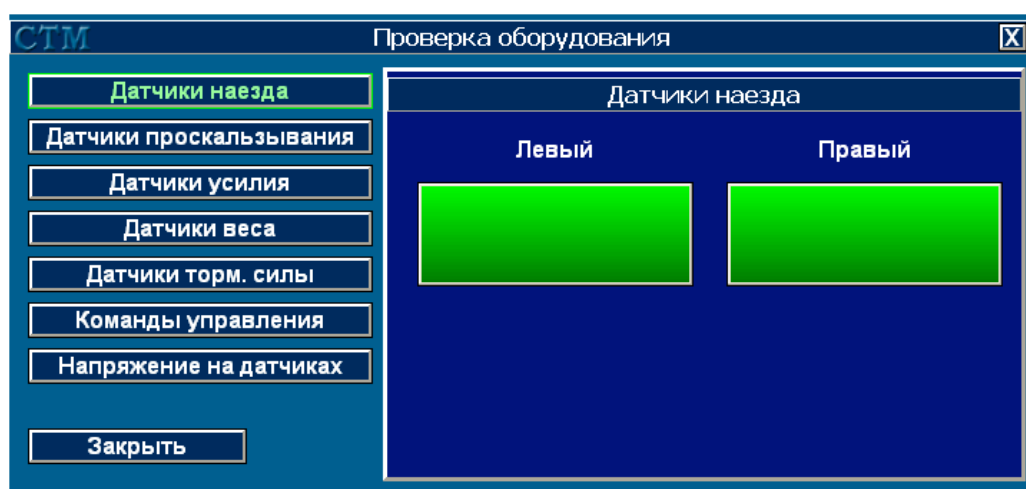 СТМ
Проверка оборудования
X
Датчики наезда
Датчики проскальзывания
Датчики усилия
Датчики веса
Датчики торм. силы
Команды управления
Напряжение на датчиках
Закрыть
Датчики наезда
Левый
Правый